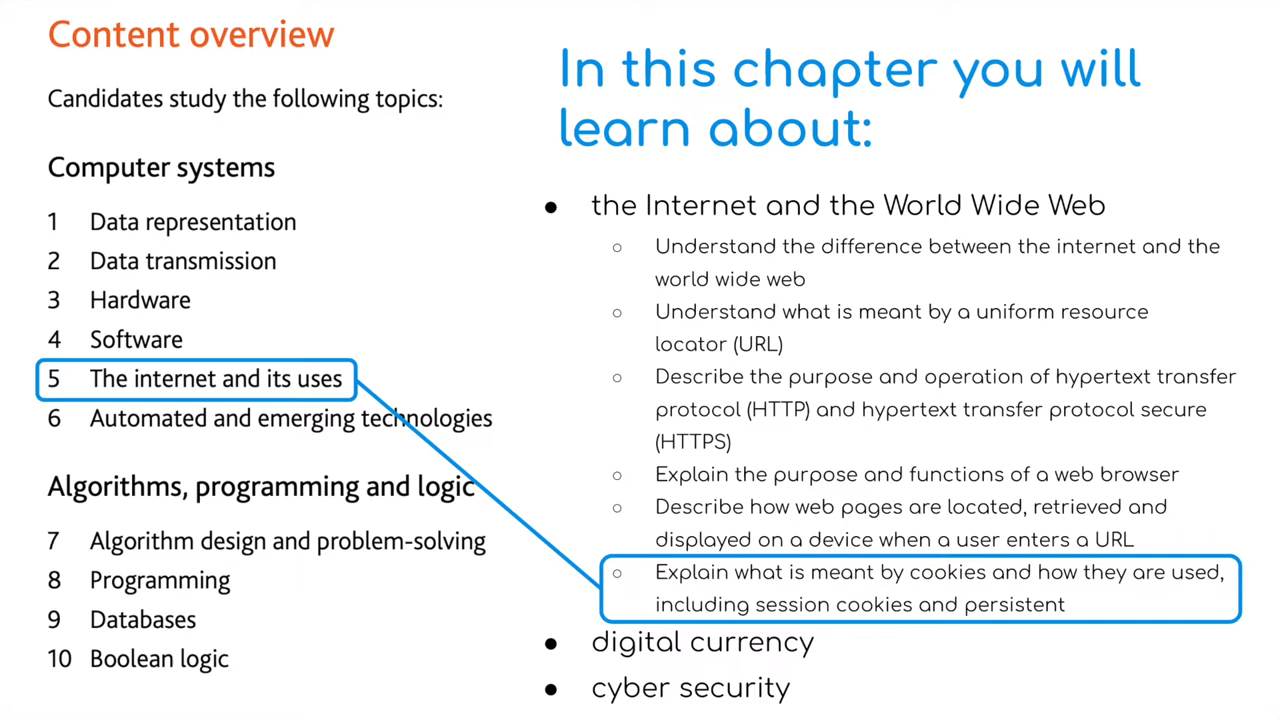 Content overview
Candidates study the following topics:
Computer systems
1 Data representation
2 Data transmission
3 Hardware
4 Software
5 The internet and its uses
6 Automated and emerging technologies
Algorithms, programming and logic
7 Algorithm design and problem-solving
8 Programming
9 Databases
10 Boolean logic
In this chapter you will
learn about:
● the Internet and the World Wide Web
○ Understand the difference between the internet and the
world wide web
○ Understand what is meant by a uniform resource
locator (URL)
○ Describe the purpose and operation of hypertext transfer
protocol (HTTP) and hypertext transfer protocol secure
(HTTPS)
○ Explain the purpose and functions of a web browser
○ Describe how web pages are located, retrieved and
displayed on a device when a user enters a URL
○ Explain what is meant by cookies and how they are used,
including session cookies and persistent
● digital currency
● cyber security